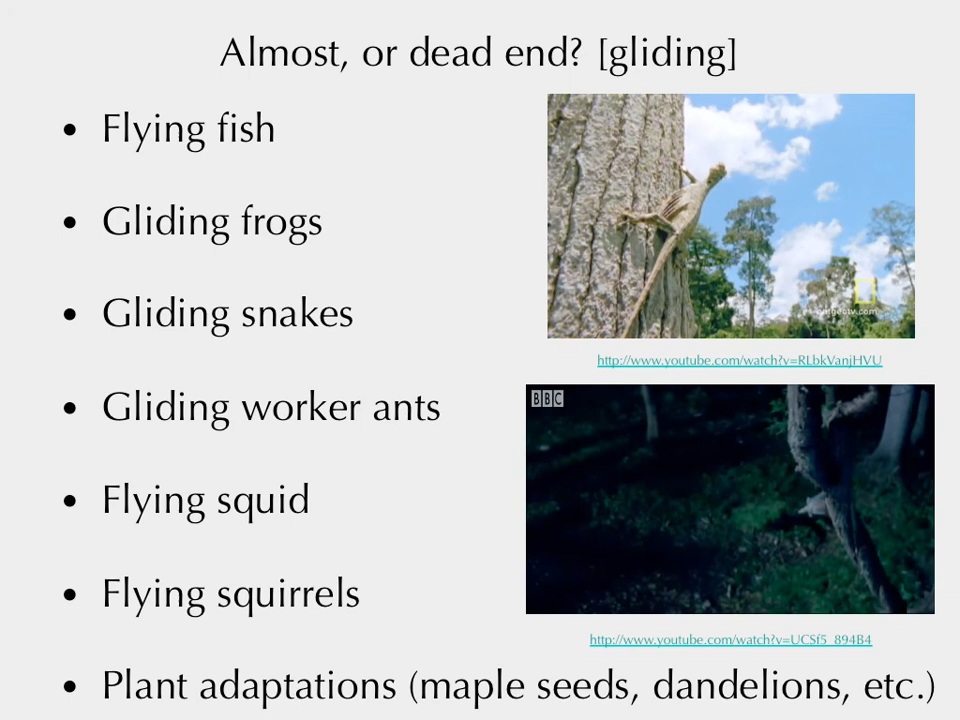 Almost, or dead end? [gliding]
• Flying fish
• Gliding frogs
• Gliding snakes
• Gliding worker ants
• Flying squid
• Flying squirrels
• Plant adaptations (maple seeds, dandelions, etc.)
http://www.youtube.com/watch?v=RLbkVanjHVU
BBC
http://www.youtube.com/watch?v=UCSf5_894B4